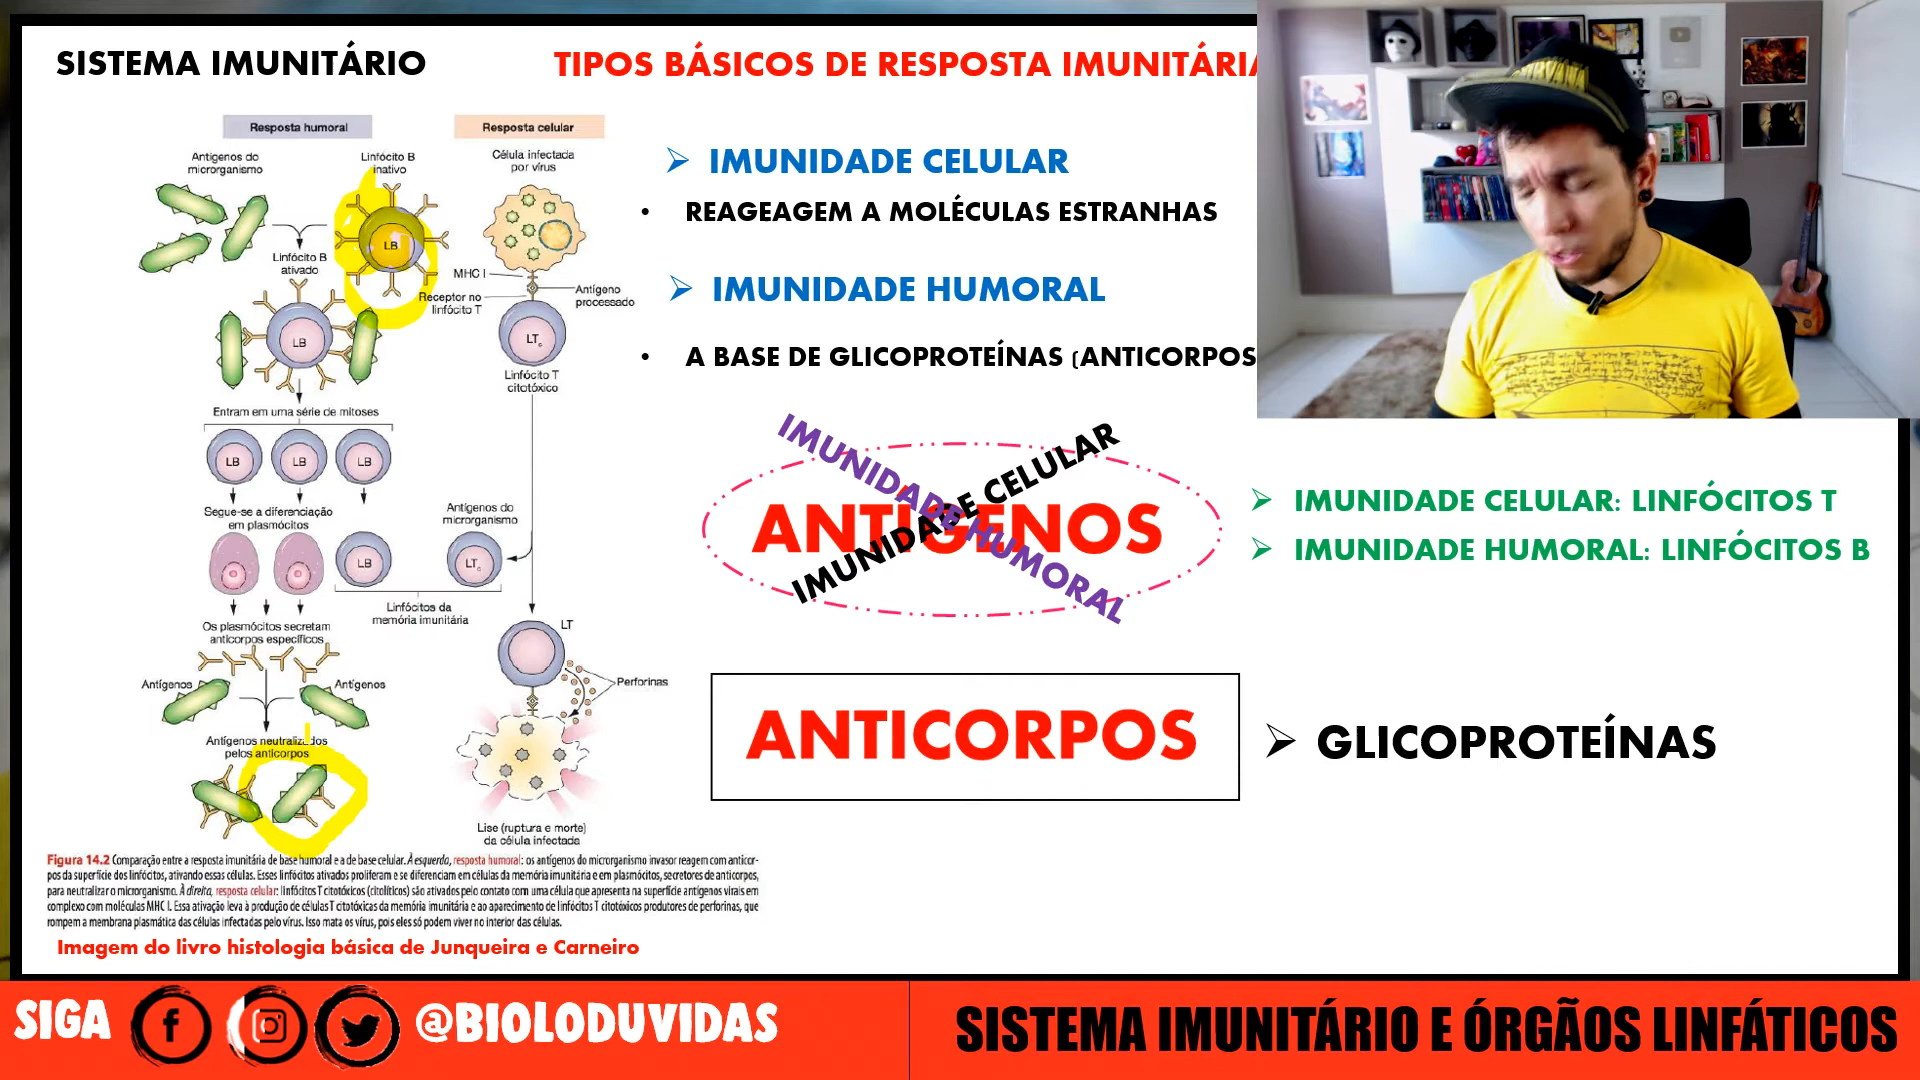 SISTEMA IMUNITÁRIO
TIPOS BÁSICOS DE RESPOSTA IMUNITÁRIA
Resposta humoral
Resposta celular
Antígenos do
microrganismo
Linfócito B
inativo
Célula infectada
por vírus
LB
Linfócito B
ativado
MHC I
Receptor no
linfócito T
Antígeno
processado
LB
LTc
Linfócito T
citotóxico
Entram em uma série de mitoses
LB
LB
LB
Segue-se a diferenciação
em plasmócitos
Antígenos do
microrganismo
LB
LTc
Linfócitos da
memória imunitária
Os plasmócitos secretam
anticorpos específicos
LT
Antígenos
Antígenos
Perforinas
Antígenos neutralizados
pelos anticorpos
Lise (ruptura e morte)
da célula infectada
Figura 14.2 Comparação entre a resposta imunitária de base humoral e a de base celular. À esquerda, resposta humoral: os antígenos do microrganismo invasor reagem com anticor-
pos da superfície dos linfócitos, ativando essas células. Esses linfócitos ativados proliferam e se diferenciam em células da memória imunitária e em plasmócitos, secretores de anticorpos,
para neutralizar o microrganismo. À direita, resposta celular: linfócitos T citotóxicos (citolíticos) são ativados pelo contato com uma célula que apresenta na superfície antígenos virais em
complexo com moléculas MHC I. Essa ativação leva à produção de células T citotóxicas da memória imunitária e ao aparecimento de linfócitos T citotóxicos produtores de perforinas, que
rompem a membrana plasmática das células infectadas pelo vírus. Isso mata os vírus, pois eles só podem viver no interior das células.
Imagem do livro histologia básica de Junqueira e Carneiro
➢ IMUNIDADE CELULAR
• REAGEAGEM A MOLÉCULAS ESTRANHAS
➢ IMUNIDADE HUMORAL
• A BASE DE GLICOPROTEÍNAS (ANTICORPOS
IMUNIDADE HUMORAL
IMUNIDADE CELULAR
ANTÍGENOS
➢ IMUNIDADE CELULAR: LINFÓCITOS T
➢ IMUNIDADE HUMORAL: LINFÓCITOS B
ANTICORPOS
➢ GLICOPROTEÍNAS
SIGA
@BIOLODUVIDAS
SISTEMA IMUNITÁRIO E ÓRGÃOS LINFÁTICOS